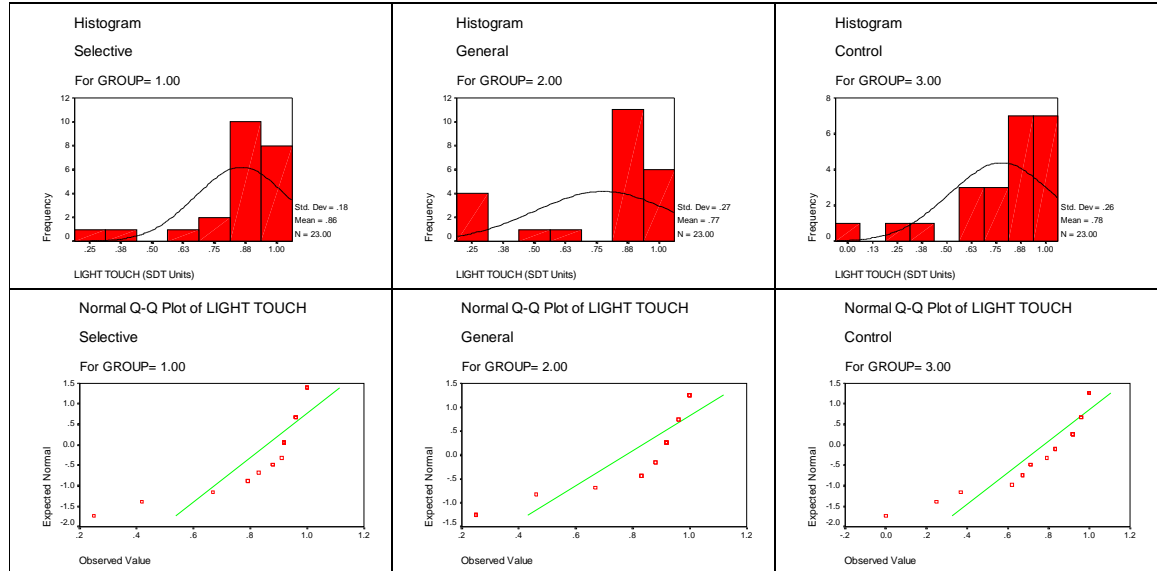 Histogram
Selective
For GROUP= 1.00
12
10
8
6
4
2
0
Frequency
Std. Dev = .18
Mean = .86
N = 23.00
.25 .38 .50 .63 .75 .88 1.00
LIGHT TOUCH (SDT Units)
Histogram
General
For GROUP= 2.00
12
10
8
6
4
2
0
Frequency
Std. Dev = .27
Mean = .77
N = 23.00
.25 .38 .50 .63 .75 .88 1.00
LIGHT TOUCH (SDT Units)
Histogram
Control
For GROUP= 3.00
8
6
4
2
0
Frequency
Std. Dev = .26
Mean = .78
N = 23.00
0.00 .13 .25 .38 .50 .63 .75 .88 1.00
LIGHT TOUCH (SDT Units)
Normal Q-Q Plot of LIGHT TOUCH
Selective
For GROUP= 1.00
1.5
1.0
.5
0.0
-.5
-1.0
-1.5
-2.0
Expected Normal
.2 .4 .6 .8 1.0 1.2
Observed Value
Normal Q-Q Plot of LIGHT TOUCH
General
For GROUP= 2.00
1.5
1.0
.5
0.0
-.5
-1.0
-1.5
Expected Normal
.2 .4 .6 .8 1.0 1.2
Observed Value
Normal Q-Q Plot of LIGHT TOUCH
Control
For GROUP= 3.00
1.5
1.0
.5
0.0
-.5
-1.0
-1.5
-2.0
Expected Normal
-.2 0.0 .2 .4 .6 .8 1.0 1.2
Observed Value